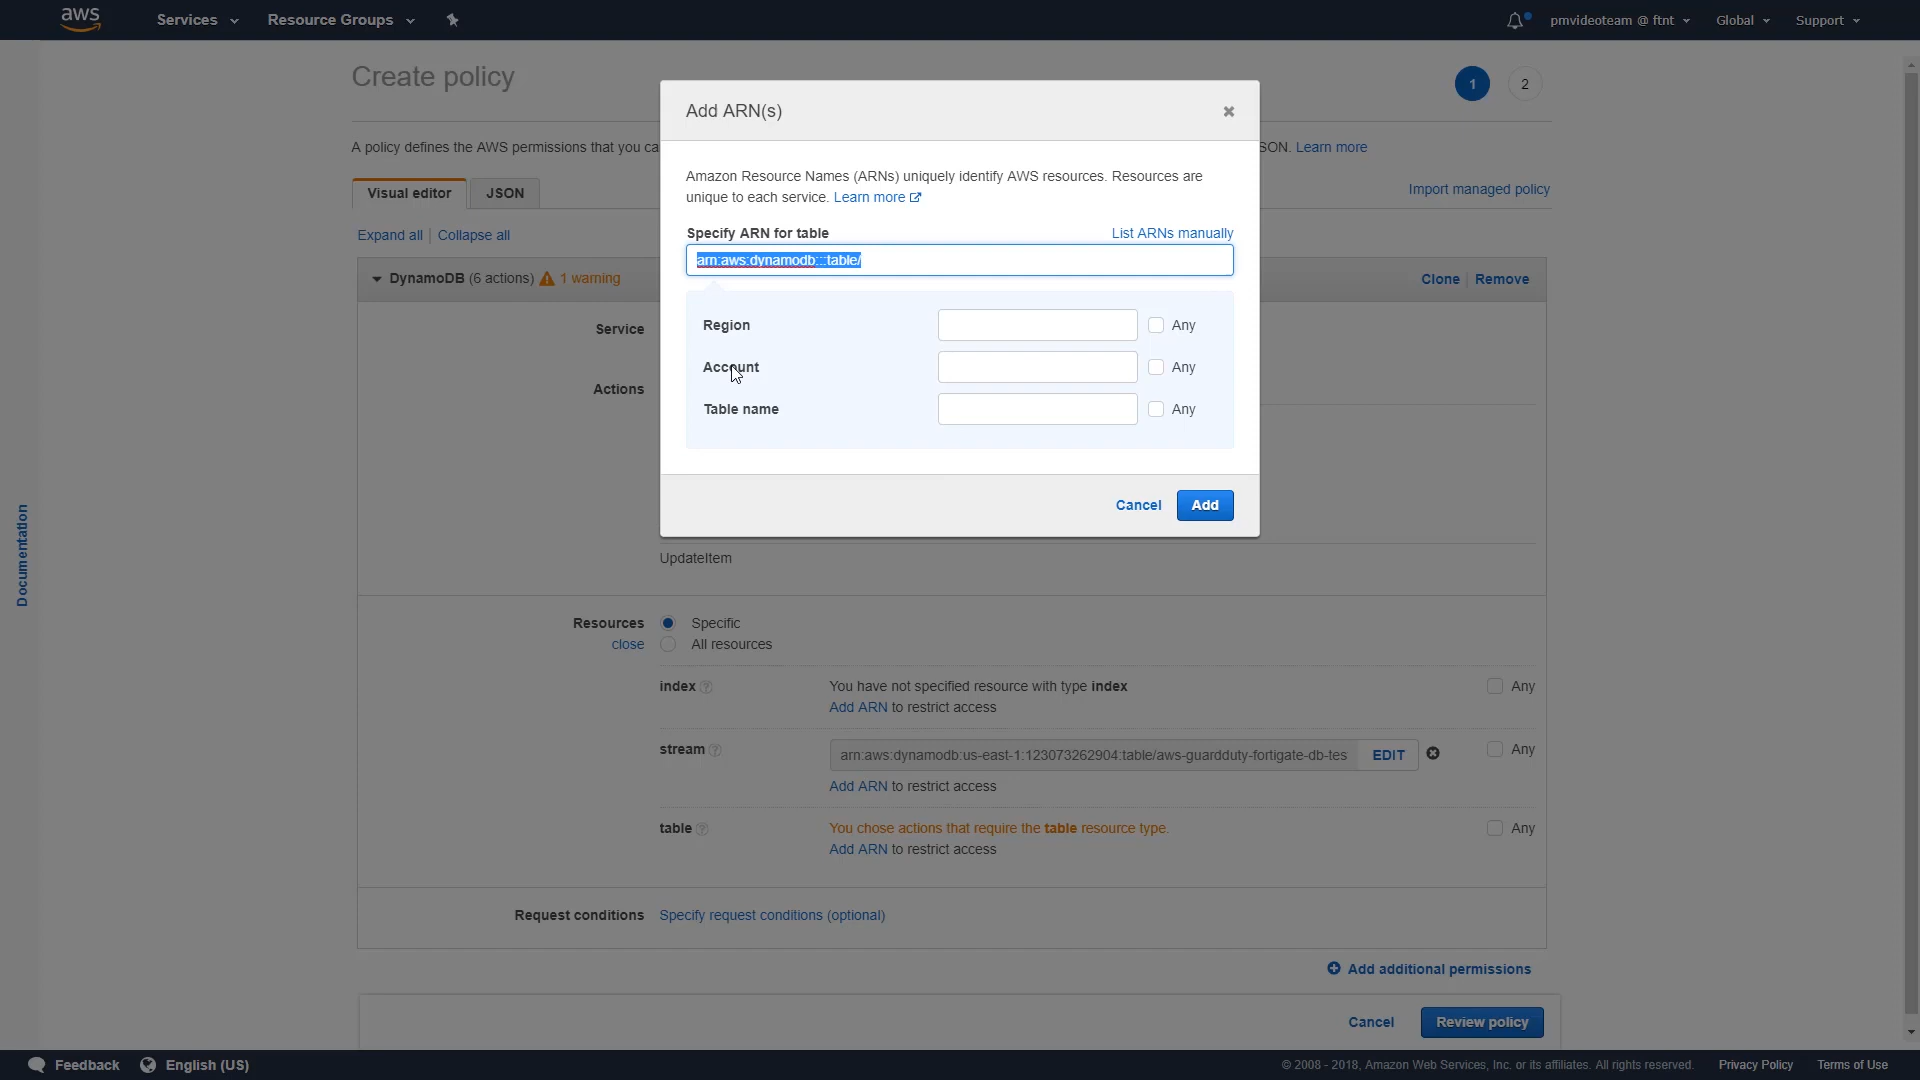 aws
Services
Resource Groups
pmvideoteam @ ftnt
Global
Support
Create policy
1
2
A policy defines the AWS permissions that you ca
SON. Learn more
Visual editor
JSON
Import managed policy
Expand all
Collapse all
DynamoDB (6 actions) 1 warning
Clone
Remove
Service
Actions
Add ARN(s)
Amazon Resource Names (ARNs) uniquely identify AWS resources. Resources are
unique to each service. Learn more
Specify ARN for table
List ARNs manually
arn:aws:dynamodb:::table/
Region
Any
Account
Any
Table name
Any
Cancel
Add
UpdateItem
Resources
Specific
close
All resources
index
You have not specified resource with type index
Any
Add ARN to restrict access
stream
arn:aws:dynamodb:us-east-1:123073262904:table/aws-guardduty-fortigate-db-tes
EDIT
Any
Add ARN to restrict access
table
You chose actions that require the table resource type.
Any
Add ARN to restrict access
Request conditions
Specify request conditions (optional)
Add additional permissions
Cancel
Review policy
Documentation
Feedback
English (US)
© 2008 - 2018, Amazon Web Services, Inc. or its affiliates. All rights reserved.
Privacy Policy
Terms of Use